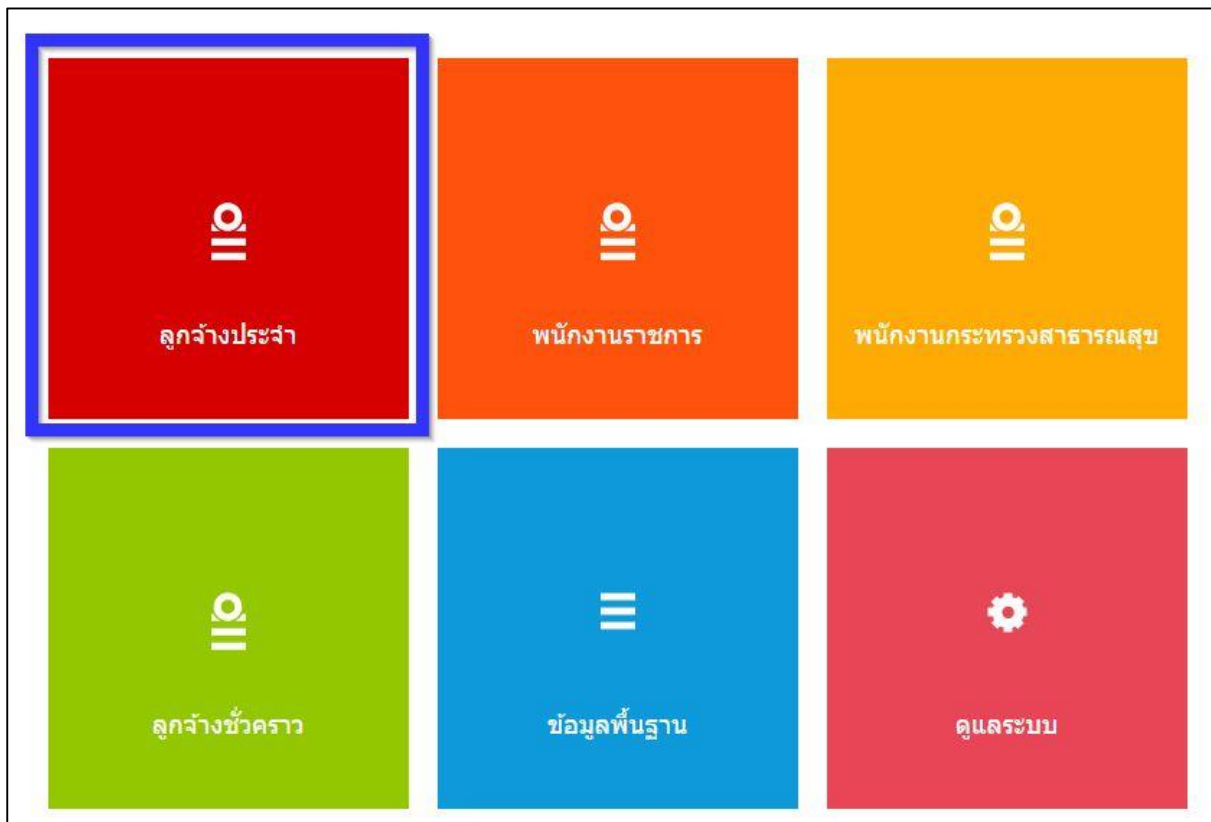 ลูกจ้างประจำ
พนักงานราชการ
พนักงานกระทรวงสาธารณสุข
ลูกจ้างชั่วคราว
ข้อมูลพื้นฐาน
ดูแลระบบ